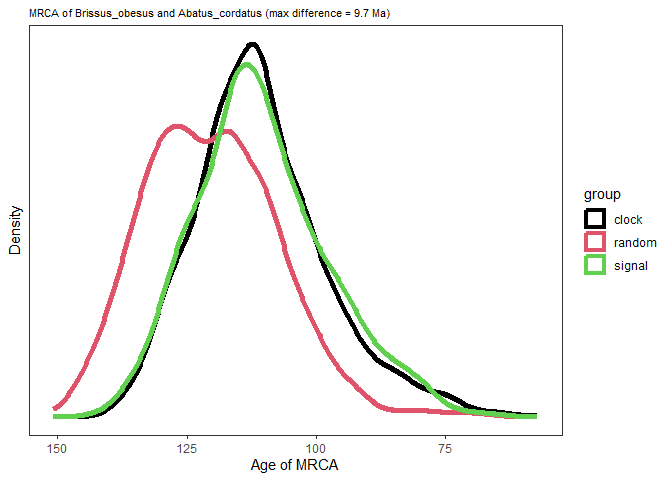 MRCA of Brissus_obesus and Abatus_cordatus (max difference = 9.7 Ma)
Density
150 125 100 75
Age of MRCA
group
clock
random
signal